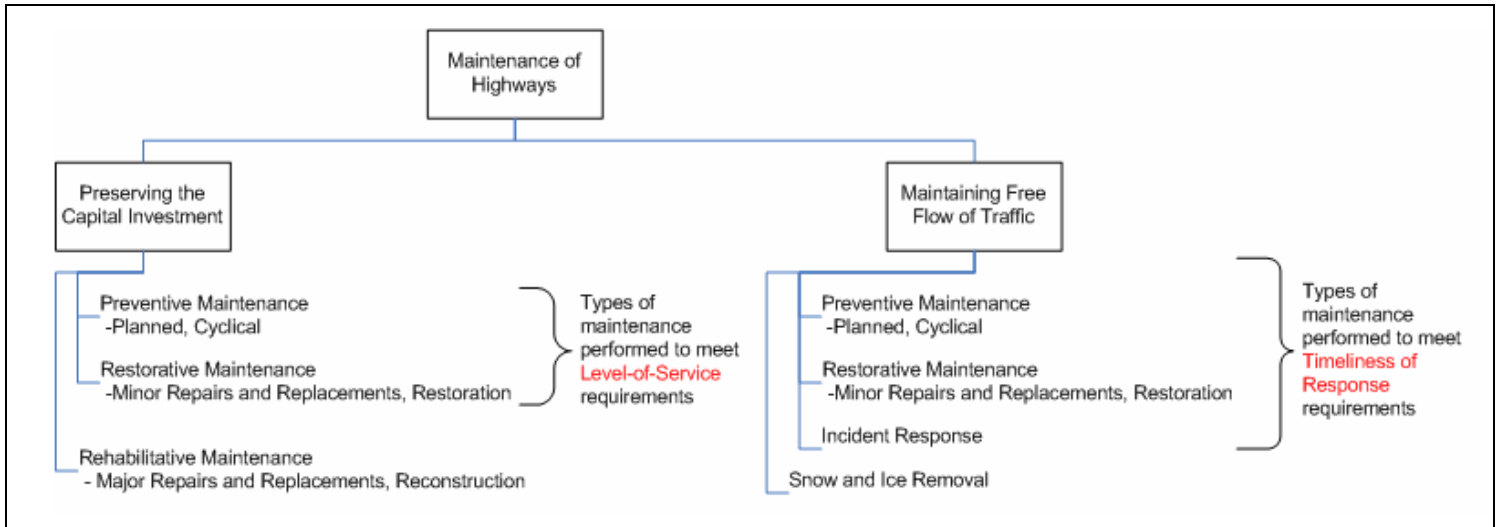 Maintenance of
Highways
Preserving the
Capital Investment
Maintaining Free
Flow of Traffic
Preventive Maintenance
-Planned, Cyclical
Restorative Maintenance
-Minor Repairs and Replacements, Restoration
Types of
maintenance
performed to meet
Level-of-Service
requirements
Rehabilitative Maintenance
- Major Repairs and Replacements, Reconstruction
Preventive Maintenance
-Planned, Cyclical
Restorative Maintenance
-Minor Repairs and Replacements, Restoration
Incident Response
Types of
maintenance
performed to meet
Timeliness of
Response
requirements
Snow and Ice Removal